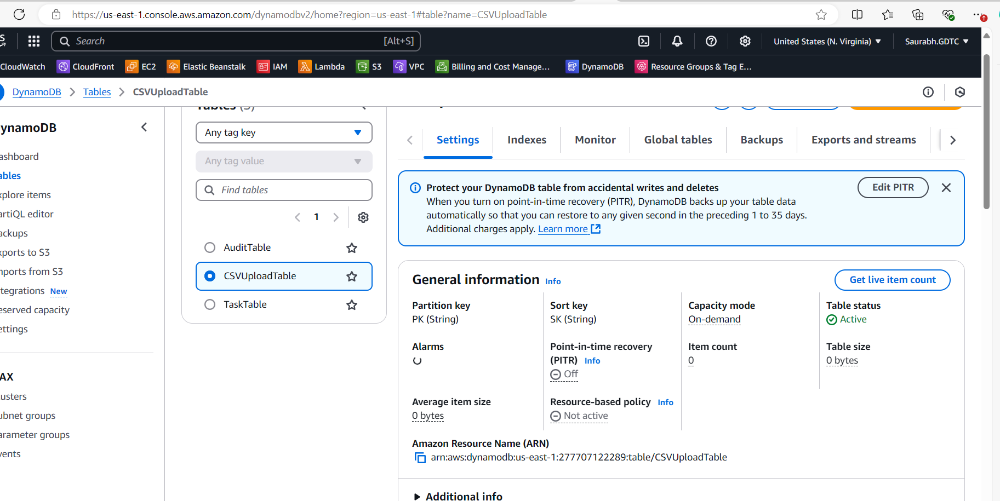 https://us-east-1.console.aws.amazon.com/dynamodbv2/home?region=us-east-1#table?name=CSVUploadTable
Search [Alt+S] United States (N. Virginia) Saurabh.GDTC
CloudWatch CloudFront EC2 Elastic Beanstalk IAM Lambda S3 VPC Billing and Cost Manage... DynamoDB Resource Groups & Tag E...
DynamoDB Tables CSVUploadTable
ynamoDB
ashboard
ables
xplore items
artiQL editor
ackups
xports to S3
mports from S3
ntegrations New
eserved capacity
ettings
AX
lusters
ubnet groups
arameter groups
vents
Tables (3)
Any tag key
Any tag value
Find tables
1
AuditTable
CSVUploadTable
TaskTable
Settings Indexes Monitor Global tables Backups Exports and streams
Protect your DynamoDB table from accidental writes and deletes
When you turn on point-in-time recovery (PITR), DynamoDB backs up your table data
automatically so that you can restore to any given second in the preceding 1 to 35 days.
Additional charges apply. Learn more
Edit PITR
General information Info
Get live item count
Partition key
PK (String)
Sort key
SK (String)
Capacity mode
On-demand
Table status
Active
Alarms
Point-in-time recovery
(PITR) Info
Off
Item count
0
Table size
0 bytes
Average item size
0 bytes
Resource-based policy Info
Not active
Amazon Resource Name (ARN)
arn:aws:dynamodb:us-east-1:277707122289:table/CSVUploadTable
Additional info